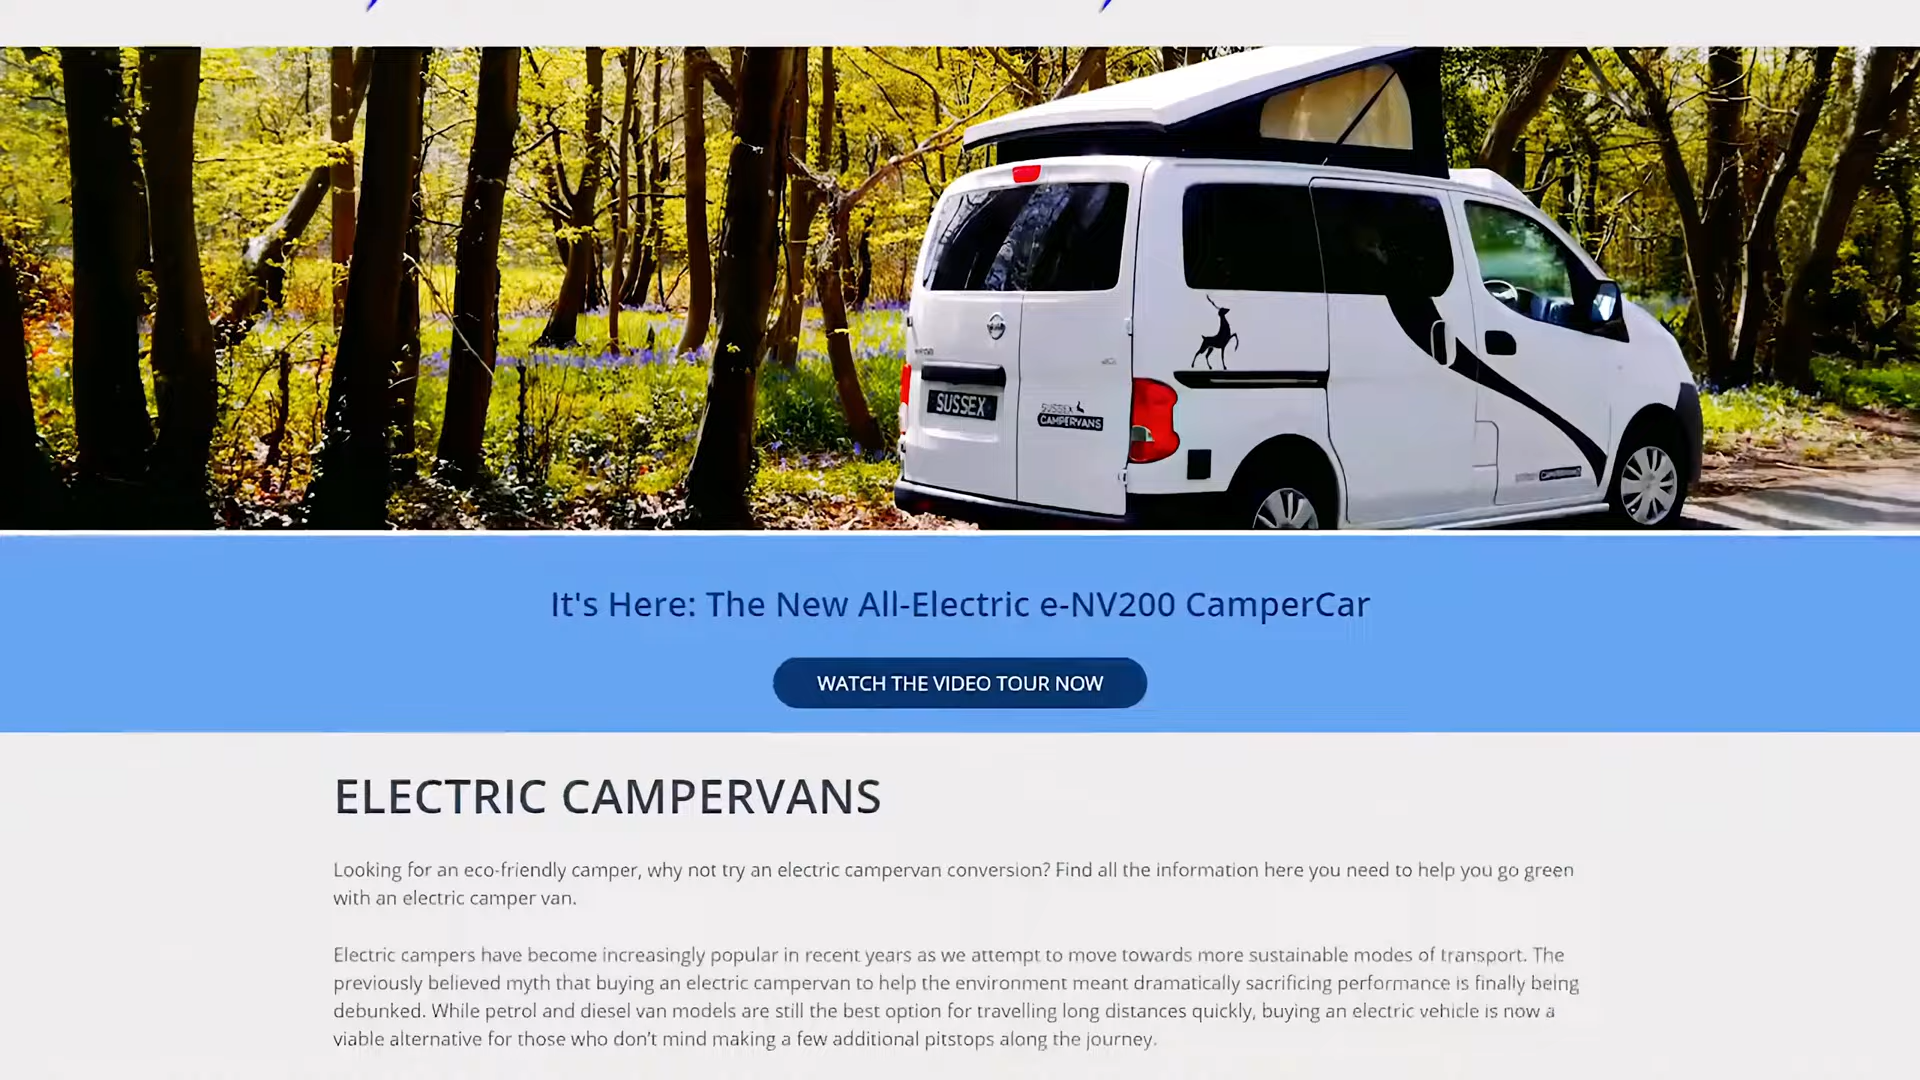 SUSSEX
SUSSEX
CAMPERVANS
It's Here: The New All-Electric e-NV200 CamperCar
WATCH THE VIDEO TOUR NOW
ELECTRIC CAMPERVANS
Looking for an eco-friendly camper, why not try an electric campervan conversion? Find all the information here you need to help you go green
with an electric camper van.
Electric campers have become increasingly popular in recent years as we attempt to move towards more sustainable modes of transport. The
previously believed myth that buying an electric campervan to help the environment meant dramatically sacrificing performance is finally being
debunked. While petrol and diesel van models are still the best option for travelling long distances quickly, buying an electric vehicle is now a
viable alternative for those who don't mind making a few additional pitstops along the journey.